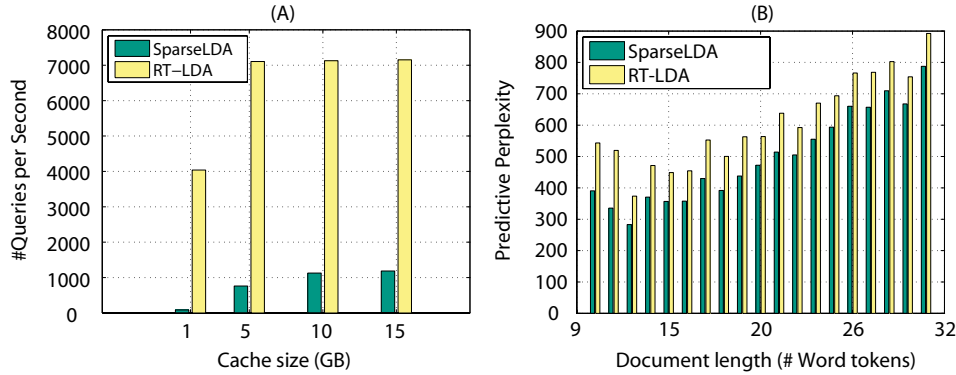 (A)
#Queries per Second
8000
7000
6000
5000
4000
3000
2000
1000
0
SparseLDA
RT−LDA
1 5 10 15
Cache size (GB)
(B)
Predictive Perplexity
900
800
700
600
500
400
300
200
100
0
SparseLDA
RT-LDA
9 15 20 26 32
Document length (# Word tokens)